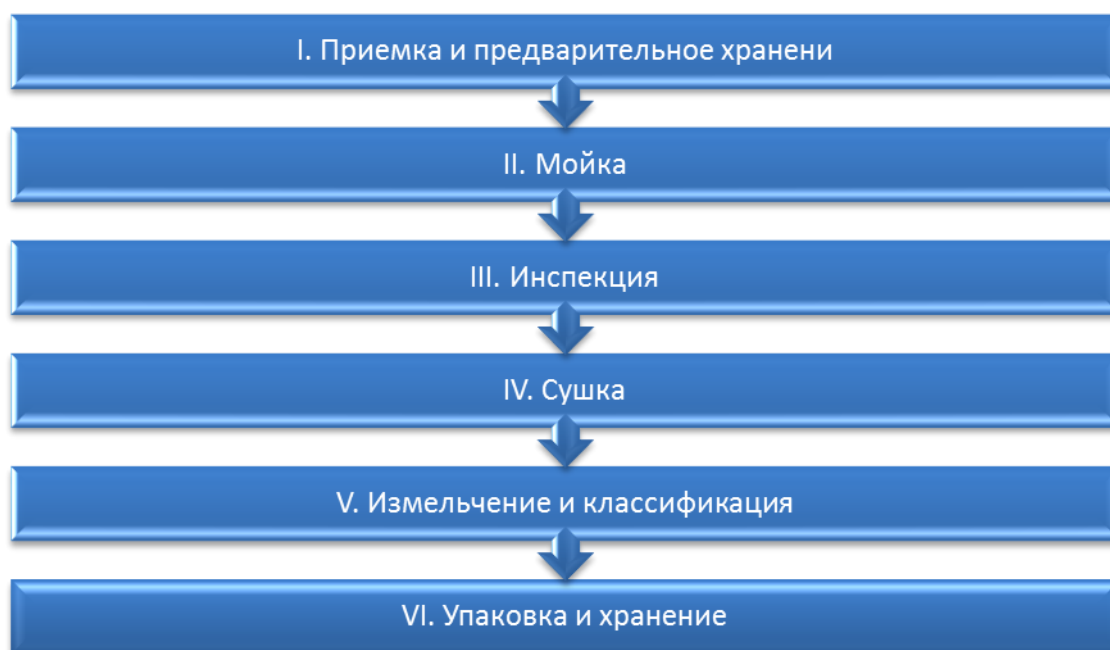 I. Приемка и предварительное хранени
II. Мойка
III. Инспекция
IV. Сушка
V. Измельчение и классификация
VI. Упаковка и хранение